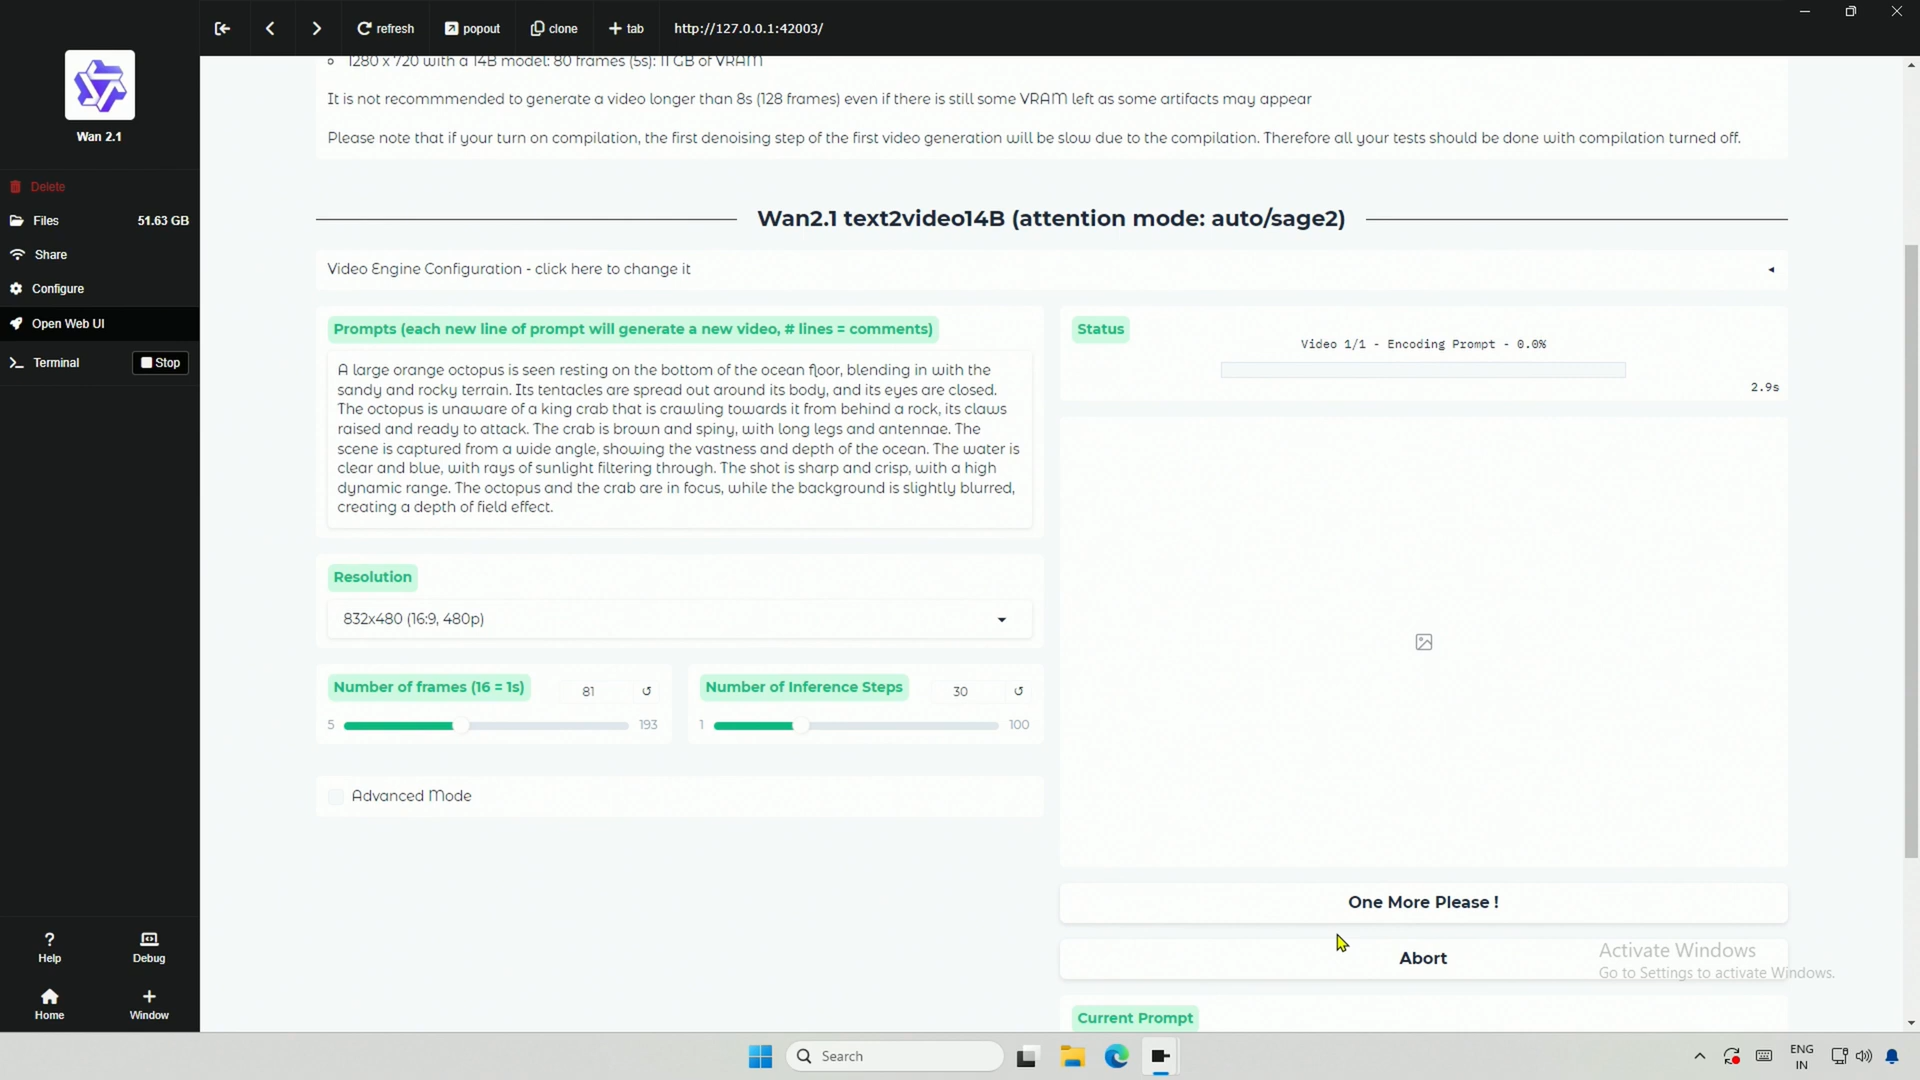 refresh
popout
clone
tab
http://127.0.0.1:42003/
Wan 2.1
Delete
Files 51.63 GB
Share
Configure
Open Web UI
Terminal Stop
Help
Debug
Home
Window
1280 x 720 with a 14B model: 80 frames (5s): 11 GB of VRAM
It is not recommmended to generate a video longer than 8s (128 frames) even if there is still some VRAM left as some artifacts may appear
Please note that if your turn on compilation, the first denoising step of the first video generation will be slow due to the compilation. Therefore all your tests should be done with compilation turned off.
Wan2.1 text2video14B (attention mode: auto/sage2)
Video Engine Configuration - click here to change it
Prompts (each new line of prompt will generate a new video, # lines = comments)
A large orange octopus is seen resting on the bottom of the ocean floor, blending in with the
sandy and rocky terrain. Its tentacles are spread out around its body, and its eyes are closed.
The octopus is unaware of a king crab that is crawling towards it from behind a rock, its claws
raised and ready to attack. The crab is brown and spiny, with long legs and antennae. The
scene is captured from a wide angle, showing the vastness and depth of the ocean. The water is
clear and blue, with rays of sunlight filtering through. The shot is sharp and crisp, with a high
dynamic range. The octopus and the crab are in focus, while the background is slightly blurred,
creating a depth of field effect.
Resolution
832x480 (16:9, 480p)
Number of frames (16 = 1s) 81
5 193
Number of Inference Steps 30
1 100
Advanced Mode
Status
Video 1/1 - Encoding Prompt - 0.0%
2.9s
One More Please !
Abort
Current Prompt
Activate Windows
Go to Settings to activate Windows.
Search
ENG
IN